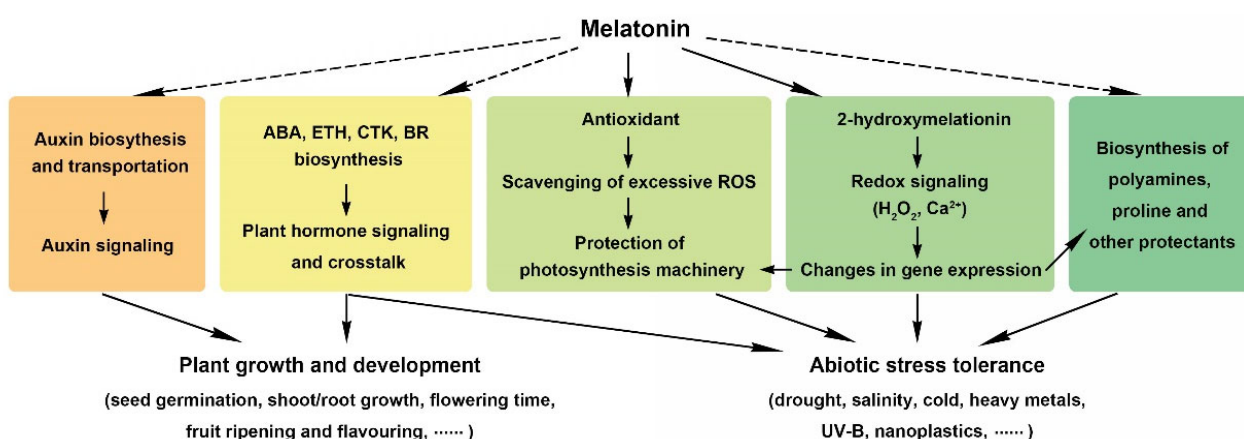 Melatonin
Auxin biosythesis
and transportation
Auxin signaling
ABA, ETH, CTK, BR
biosynthesis
Plant hormone signaling
and crosstalk
Antioxidant
Scavenging of excessive ROS
Protection of
photosynthesis machinery
2-hydroxymelationin
Redox signaling
(H₂O₂, Ca²⁺)
Changes in gene expression
Biosynthesis of
polyamines,
proline and
other protectants
Plant growth and development
(seed germination, shoot/root growth, flowering time,
fruit ripening and flavouring, ······ )
Abiotic stress tolerance
(drought, salinity, cold, heavy metals,
UV-B, nanoplastics, ······ )